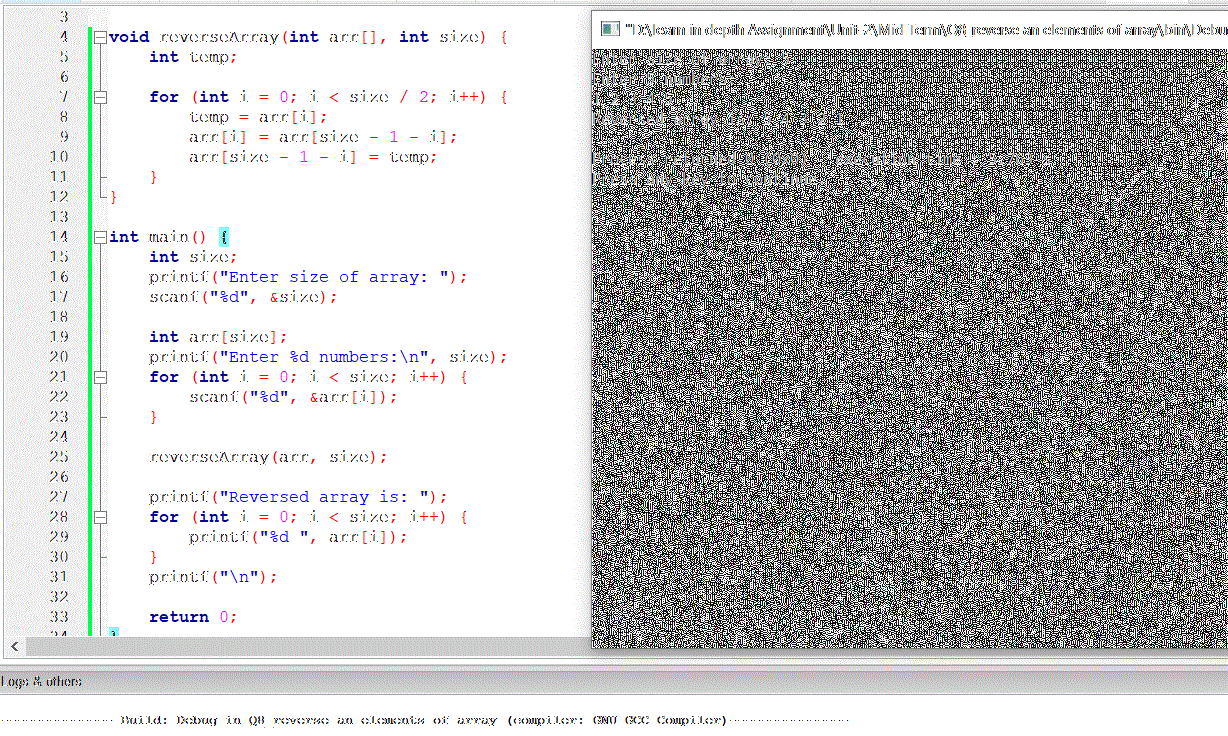 3
4 void reverseArray(int arr[], int size) {
5 int temp;
6
7 for (int i = 0; i < size / 2; i++) {
8 temp = arr[i];
9 arr[i] = arr[size - 1 - i];
10 arr[size - 1 - i] = temp;
11 }
12 }
13
14 int main() {
15 int size;
16 printf("Enter size of array: ");
17 scanf("%d", &size);
18
19 int arr[size];
20 printf("Enter %d numbers:\n", size);
21 for (int i = 0; i < size; i++) {
22 scanf("%d", &arr[i]);
23 }
24
25 reverseArray(arr, size);
26
27 printf("Reversed array is: ");
28 for (int i = 0; i < size; i++) {
29 printf("%d ", arr[i]);
30 }
31 printf("\n");
32
33 return 0;
34 }
"D:\learn in depth Assignment\Unit 2\Mid Term\Q8 reverse an elements of array\bin\Debu
Logs & others
Build: Debug in Q8 reverse an elements of array (compiler: GNU GCC Compiler)